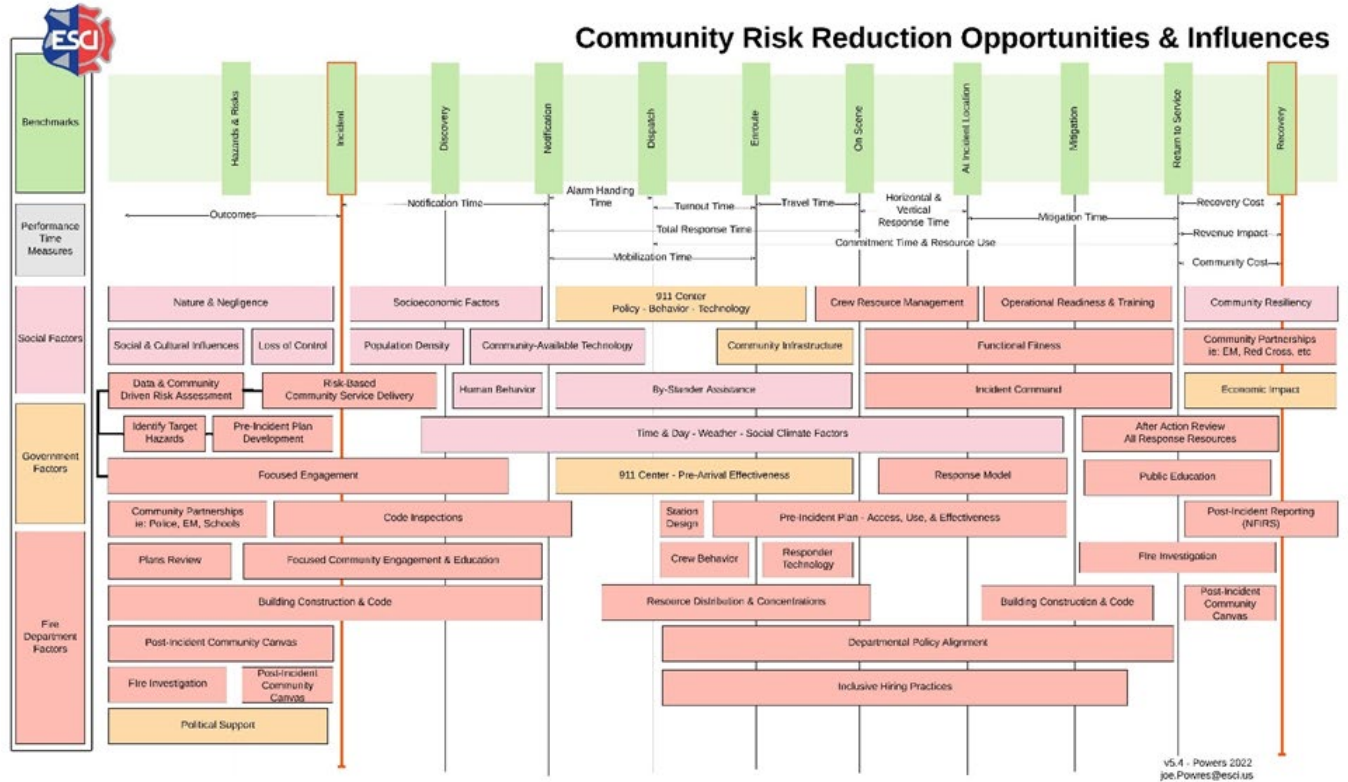 ESCI
Community Risk Reduction Opportunities & Influences
Benchmarks
Hazards & Risks
Incident
Discovery
Notification
Dispatch
Enroute
On Scene
At Incident Location
Mitigation
Return to Service
Recovery
Performance
Time
Measures
Outcomes
Notification Time
Alarm Handing
Time
Turnout Time
Travel Time
Horizontal &
Vertical
Response Time
Mitigation Time
Recovery Cost
Total Response Time
Revenue Impact
Commitment Time & Resource Use
Mobilization Time
Community Cost
Social Factors
Nature & Negligence
Socioeconomic Factors
911 Center
Policy - Behavior - Technology
Crew Resource Management
Operational Readiness & Training
Community Resiliency
Social & Cultural Influences
Loss of Control
Population Density
Community-Available Technology
Community Infrastructure
Functional Fitness
Community Partnerships
ie: EM, Red Cross, etc
Data & Community
Driven Risk Assessment
Risk-Based
Community Service Delivery
Human Behavior
By-Stander Assistance
Incident Command
Economic Impact
Government
Factors
Identify Target
Hazards
Pre-Incident Plan
Development
Time & Day - Weather - Social Climate Factors
After Action Review
All Response Resources
Focused Engagement
911 Center - Pre-Arrival Effectiveness
Response Model
Public Education
Community Partnerships
ie: Police, EM, Schools
Code Inspections
Station
Design
Pre-Incident Plan - Access, Use, & Effectiveness
Post-Incident Reporting
(NFIRS)
Fire
Department
Factors
Plans Review
Focused Community Engagement & Education
Crew Behavior
Responder
Technology
FIre Investigation
Building Construction & Code
Resource Distribution & Concentrations
Building Construction & Code
Post-Incident
Community
Canvas
Post-Incident Community Canvas
Departmental Policy Alignment
FIre Investigation
Post-Incident
Community
Canvas
Inclusive Hiring Practices
Political Support
v5.4 - Powers 2022
joe.Powres@esci.us